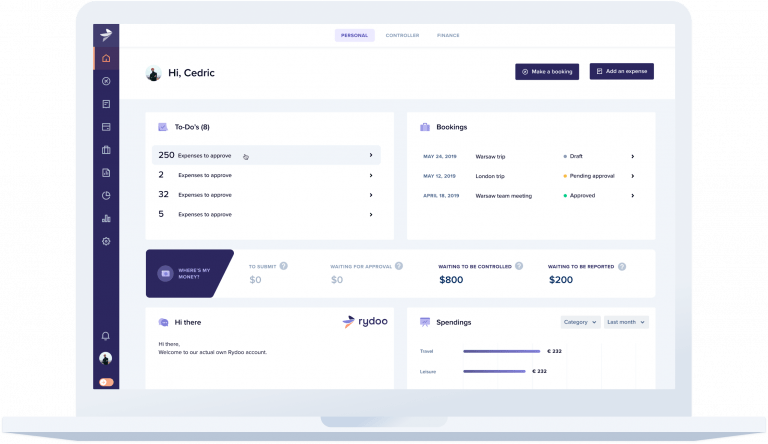 PERSONAL
CONTROLLER
FINANCE
Hi, Cedric
Make a booking
Add an expense
To-Do's (8)
250 Expenses to approve
2 Expenses to approve
32 Expenses to approve
5 Expenses to approve
Bookings
MAY 24, 2019 Warsaw trip Draft
MAY 12, 2019 London trip Pending approval
APRIL 18, 2019 Warsaw team meeting Approved
WHERE'S MY
MONEY?
TO SUBMIT ?
$0
WAITING FOR APPROVAL ?
$0
WAITING TO BE CONTROLLED ?
$800
WAITING TO BE REPORTED ?
$200
Hi there
rydoo
Hi there,
Welcome to our actual own Rydoo account.
Spendings
Category
Last month
Travel € 232
Leisure € 232